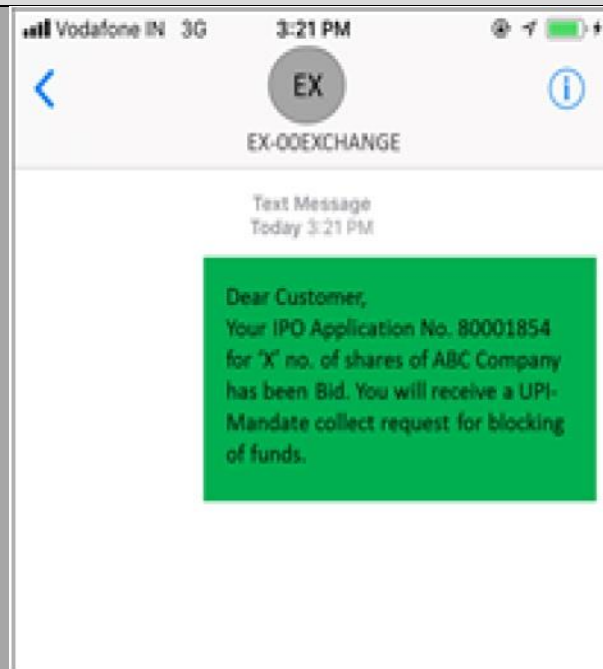 Vodafone IN 3G 3:21 PM
EX
EX-OOEXCHANGE
Text Message
Today 3:21 PM
Dear Customer,
Your IPO Application No. 80001854
for 'X' no. of shares of ABC Company
has been Bid. You will receive a UPI-
Mandate collect request for blocking
of funds.